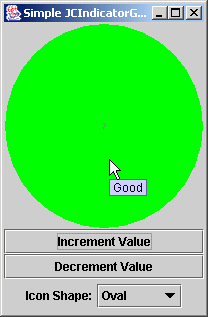 Simple JCIndicatorG...
Good
Increment Value
Decrement Value
Icon Shape: Oval